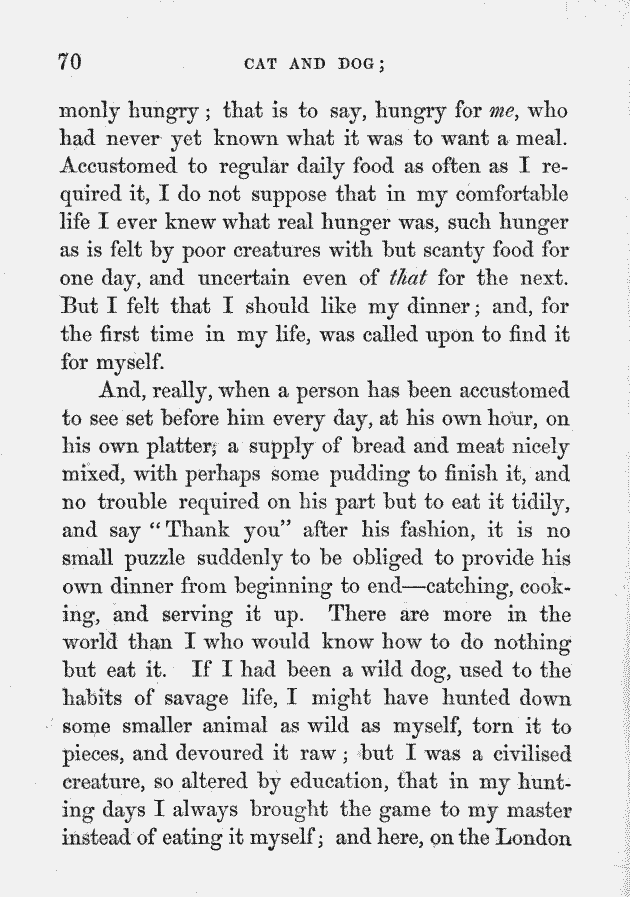 70 CAT AND DOG;
monly hungry; that is to say, hungry for me, who
had never yet known what it was to want a meal.
Accustomed to regular daily food as often as I re-
quired it, I do not suppose that in my comfortable
life I ever knew what real hunger was, such hunger
as is felt by poor creatures with but scanty food for
one day, and uncertain even of that for the next.
But I felt that I should like my dinner; and, for
the first time in my life, was called upon to find it
for myself.
And, really, when a person has been accustomed
to see set before him every day, at his own hour, on
his own platter, a supply of bread and meat nicely
mixed, with perhaps some pudding to finish it, and
no trouble required on his part but to eat it tidily,
and say “Thank you” after his fashion, it is no
small puzzle suddenly to be obliged to provide his
own dinner from beginning to end—catching, cook-
ing, and serving it up. There are more in the
world than I who would know how to do nothing
but eat it. If I had been a wild dog, used to the
habits of savage life, I might have hunted down
some smaller animal as wild as myself, torn it to
pieces, and devoured it raw; but I was a civilised
creature, so altered by education, that in my hunt-
ing days I always brought the game to my master
instead of eating it myself; and here, on the London